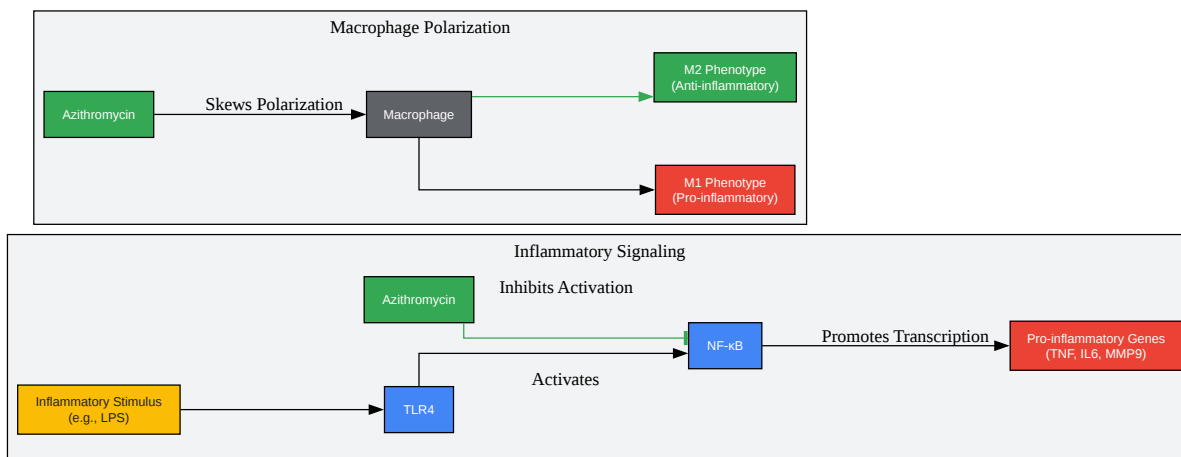 Macrophage Polarization
M2 Phenotype
(Anti-inflammatory)
Azithromycin
Skews Polarization
Macrophage
M1 Phenotype
(Pro-inflammatory)
Inflammatory Signaling
Azithromycin
Inhibits Activation
NF-κB
Promotes Transcription
Pro-inflammatory Genes
(TNF, IL6, MMP9)
Activates
Inflammatory Stimulus
(e.g., LPS)
TLR4